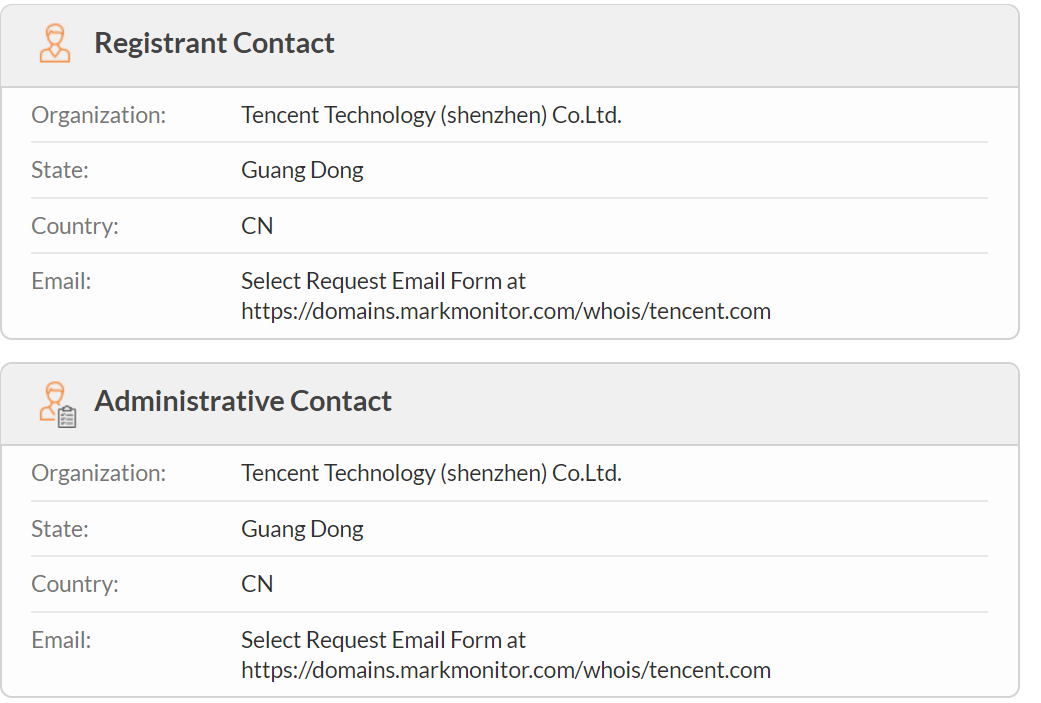 Registrant Contact
Organization: Tencent Technology (shenzhen) Co.Ltd.
State: Guang Dong
Country: CN
Email: Select Request Email Form at
https://domains.markmonitor.com/whois/tencent.com
Administrative Contact
Organization: Tencent Technology (shenzhen) Co.Ltd.
State: Guang Dong
Country: CN
Email: Select Request Email Form at
https://domains.markmonitor.com/whois/tencent.com